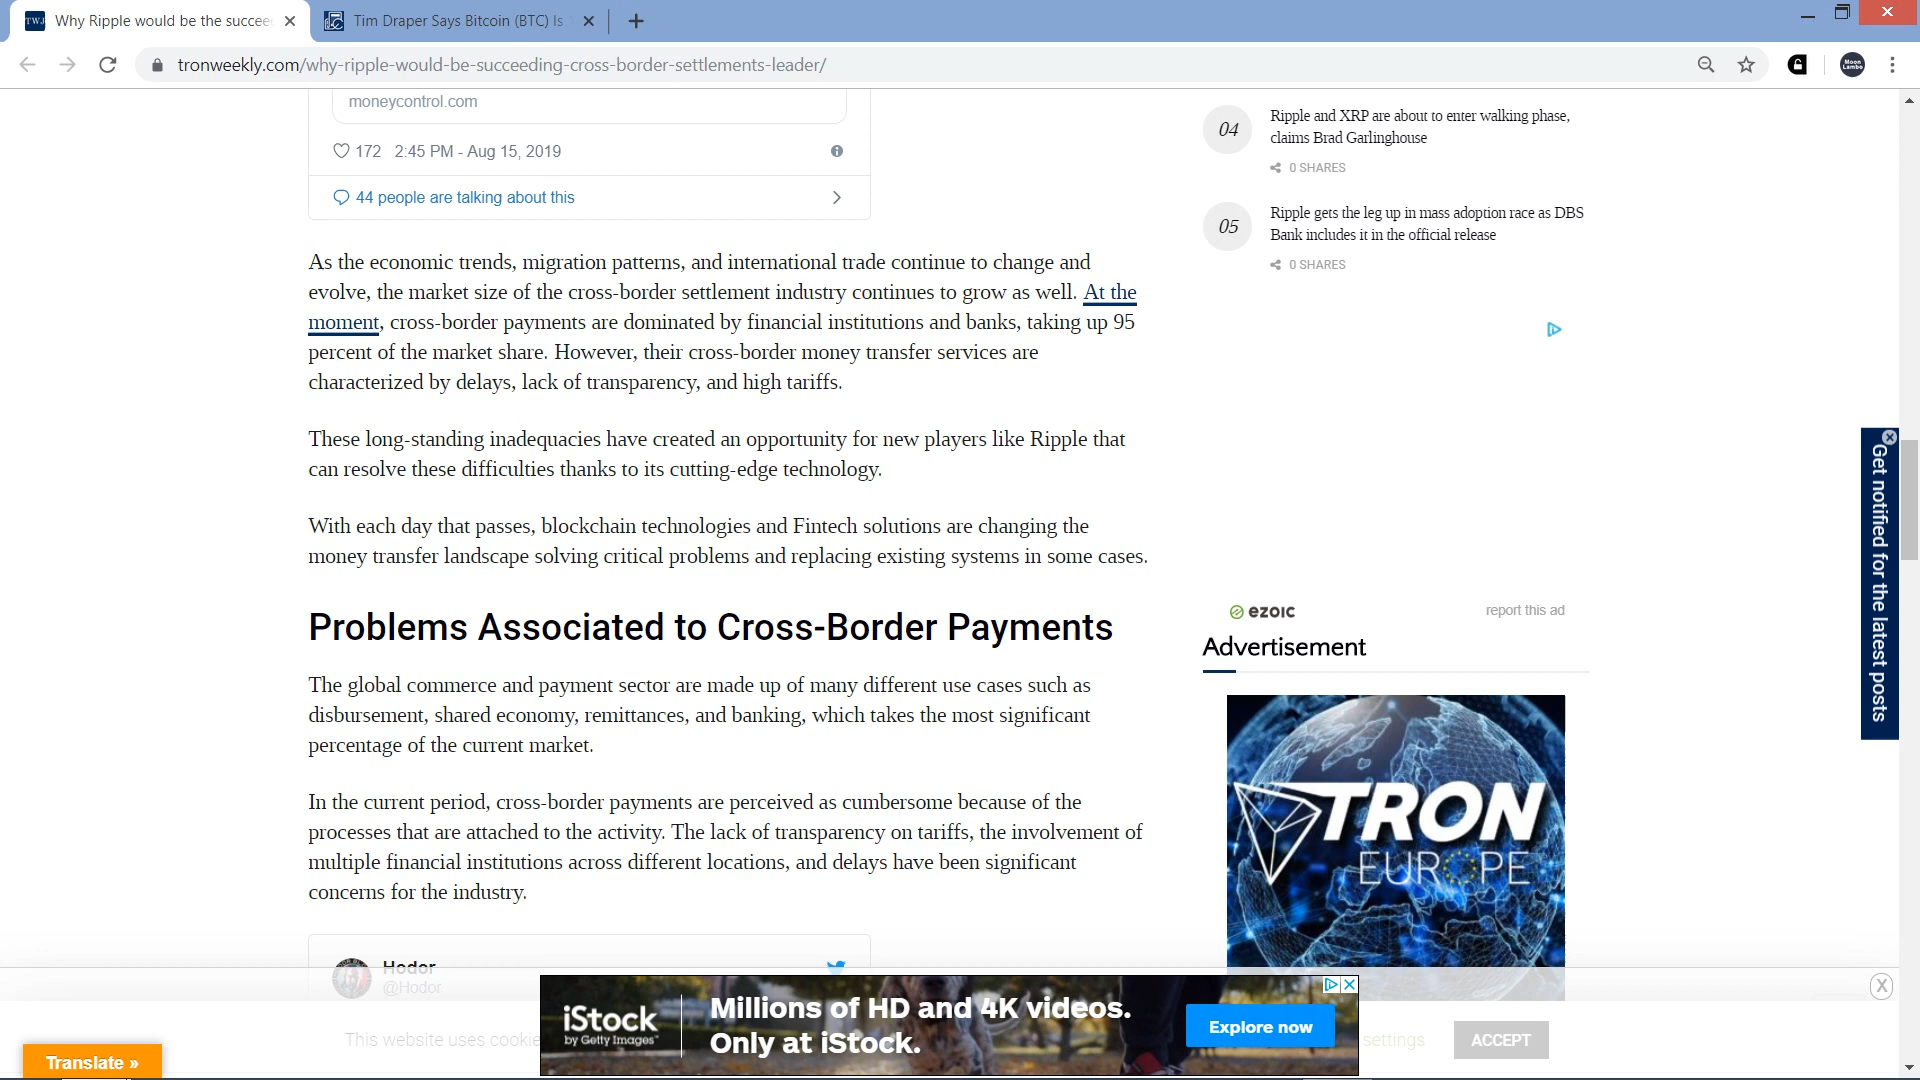 TWJ
Why Ripple would be the succee
Tim Draper Says Bitcoin (BTC) Is
tronweekly.com/why-ripple-would-be-succeeding-cross-border-settlements-leader/
Moon
Lambo
moneycontrol.com
172 2:45 PM - Aug 15, 2019
44 people are talking about this
As the economic trends, migration patterns, and international trade continue to change and
evolve, the market size of the cross-border settlement industry continues to grow as well. At the
moment, cross-border payments are dominated by financial institutions and banks, taking up 95
percent of the market share. However, their cross-border money transfer services are
characterized by delays, lack of transparency, and high tariffs.
These long-standing inadequacies have created an opportunity for new players like Ripple that
can resolve these difficulties thanks to its cutting-edge technology.
With each day that passes, blockchain technologies and Fintech solutions are changing the
money transfer landscape solving critical problems and replacing existing systems in some cases.
Problems Associated to Cross-Border Payments
The global commerce and payment sector are made up of many different use cases such as
disbursement, shared economy, remittances, and banking, which takes the most significant
percentage of the current market.
In the current period, cross-border payments are perceived as cumbersome because of the
processes that are attached to the activity. The lack of transparency on tariffs, the involvement of
multiple financial institutions across different locations, and delays have been significant
concerns for the industry.
Hodor
@Hodor
04
Ripple and XRP are about to enter walking phase,
claims Brad Garlinghouse
0 SHARES
05
Ripple gets the leg up in mass adoption race as DBS
Bank includes it in the official release
0 SHARES
ezoic
report this ad
Advertisement
TRON
EUROPE
Get notified for the latest posts
This website uses cookie
iStock
by Getty Images™
Millions of HD and 4K videos.
Only at iStock.
Explore now
settings
ACCEPT
Translate »